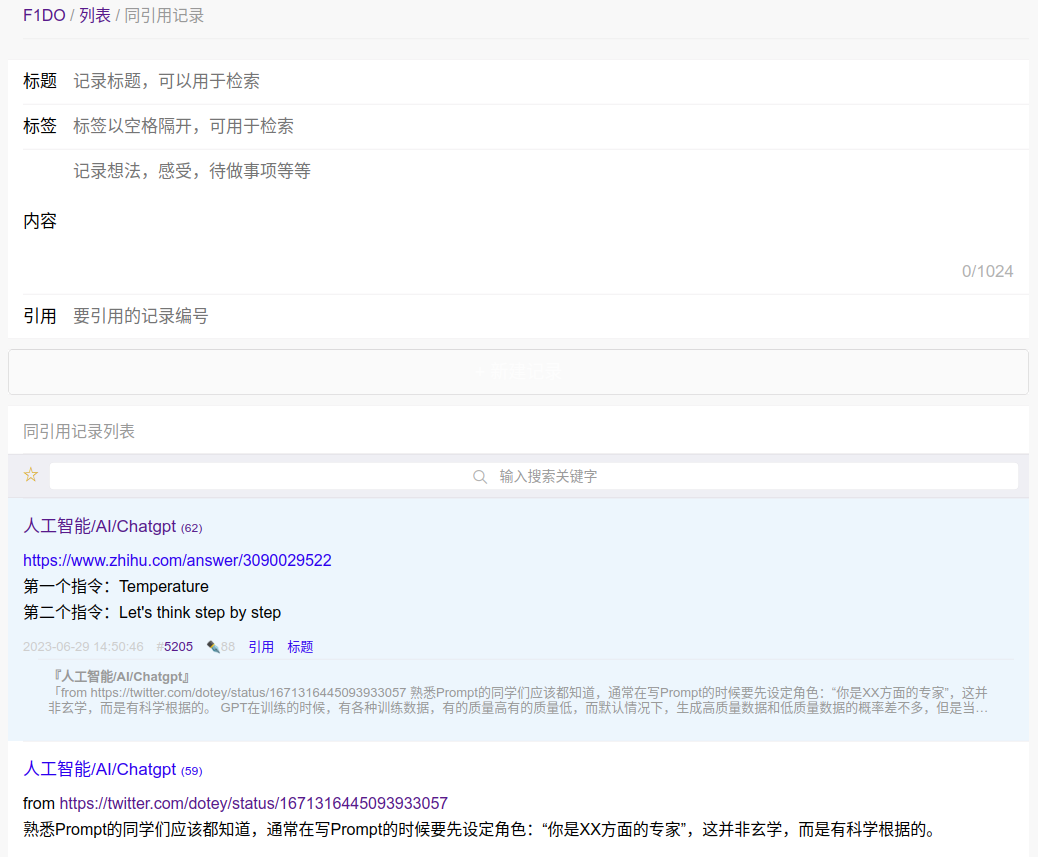 F1DO / 列表 / 同引用记录
标题 记录标题，可以用于检索
标签 标签以空格隔开，可用于检索
记录想法，感受，待做事项等等
内容
0/1024
引用 要引用的记录编号
同引用记录列表
☆ 输入搜索关键字
人工智能/AI/Chatgpt (62)
https://www.zhihu.com/answer/3090029522
第一个指令：Temperature
第二个指令：Let's think step by step
2023-06-29 14:50:46 #5205 ✒️88 引用 标题
『人工智能/AI/Chatgpt』
「from https://twitter.com/dotey/status/1671316445093933057 熟悉Prompt的同学们应该都知道，通常在写Prompt的时候要先设定角色：“你是XX方面的专家”，这并
非玄学，而是有科学根据的。 GPT在训练的时候，有各种训练数据，有的质量高有的质量低，而默认情况下，生成高质量数据和低质量数据的概率差不多，但是当…
人工智能/AI/Chatgpt (59)
from https://twitter.com/dotey/status/1671316445093933057
熟悉Prompt的同学们应该都知道，通常在写Prompt的时候要先设定角色：“你是XX方面的专家”，这并非玄学，而是有科学根据的。